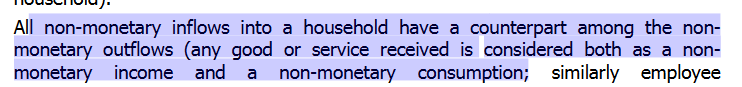 household).
All non-monetary inflows into a household have a counterpart among the non-
monetary outflows (any good or service received is considered both as a non-
monetary income and a non-monetary consumption; similarly employee